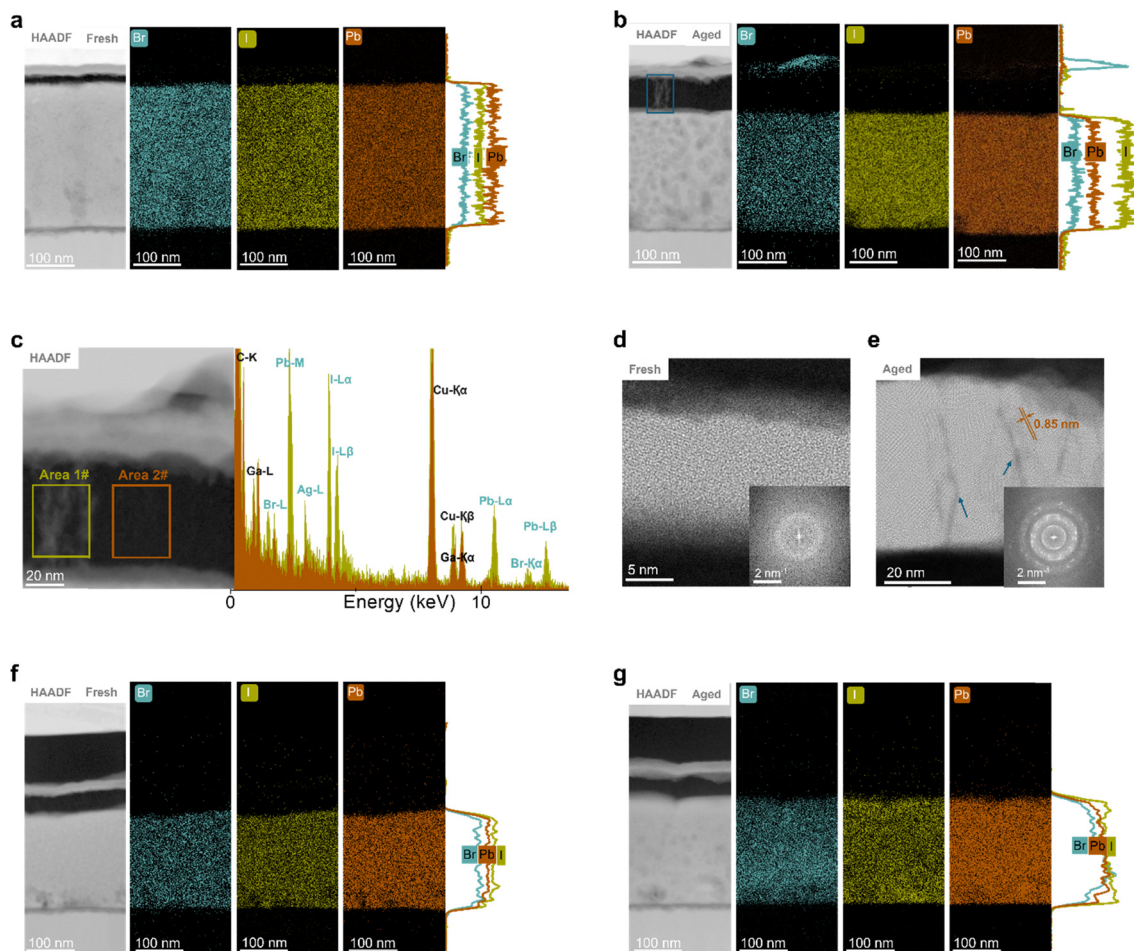 a
HAADF Fresh
Br
I
Pb
Br I Pb
100 nm
100 nm
100 nm
100 nm
b
HAADF Aged
Br
I
Pb
Br Pb I
100 nm
100 nm
100 nm
100 nm
c
HAADF
Area 1#
Area 2#
20 nm
C-K
Ga-L
Br-L
Pb-M
Ag-L
I-Lα
I-Lβ
Cu-Kα
Cu-Kβ
Ga-Kα
Pb-Lα
Br-Kα
Pb-Lβ
0
10
Energy (keV)
d
Fresh
5 nm
2 nm⁻¹
e
Aged
0.85 nm
20 nm
f
HAADF Fresh
Br
I
Pb
Br Pb I
100 nm
100 nm
100 nm
100 nm
g
HAADF Aged
Br
I
Pb
Br Pb I
100 nm
100 nm
100 nm
100 nm